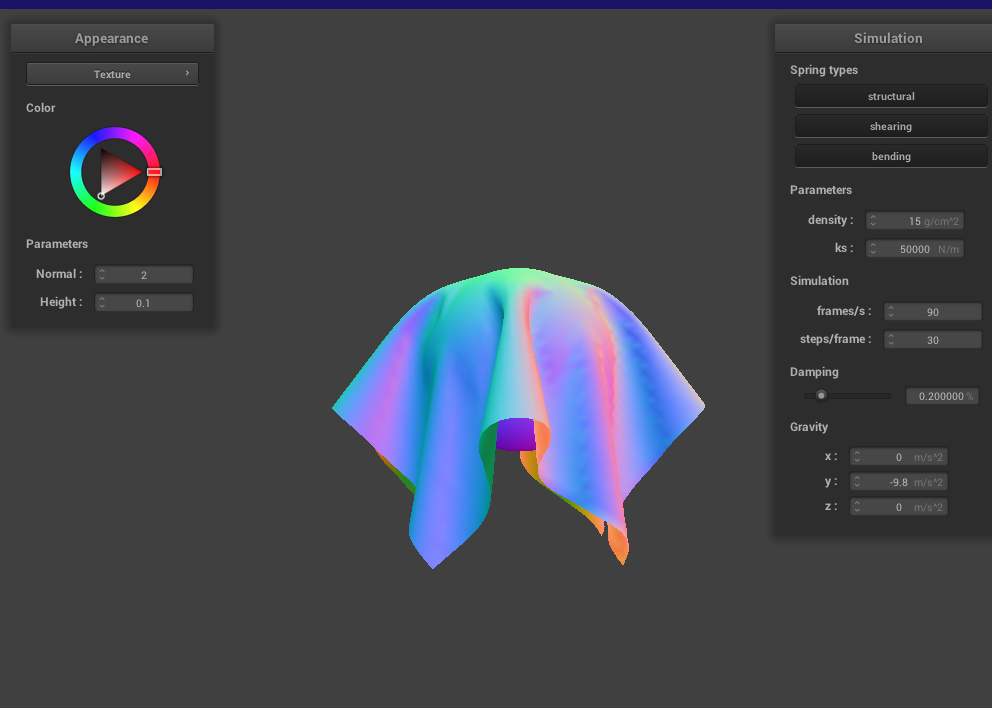 Appearance
Texture
Color
Parameters
Normal : 2
Height : 0.1
Simulation
Spring types
structural
shearing
bending
Parameters
density : 15 g/cm^2
ks : 50000 N/m
Simulation
frames/s : 90
steps/frame : 30
Damping
0.200000 %
Gravity
x : 0 m/s^2
y : -9.8 m/s^2
z : 0 m/s^2